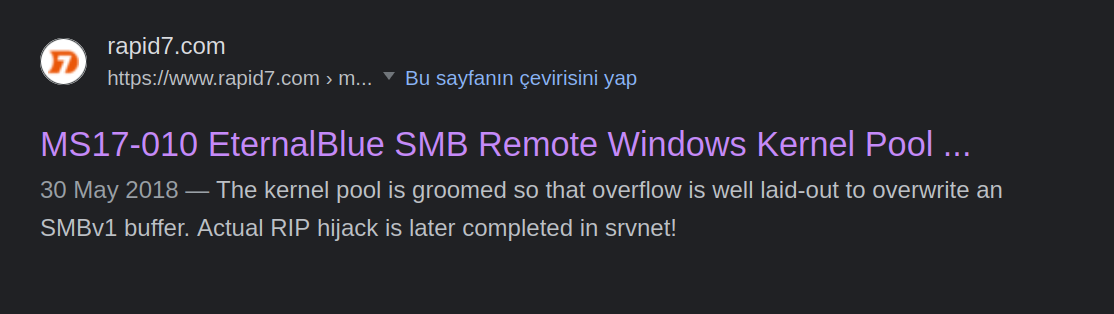 rapid7.com
https://www.rapid7.com › m... Bu sayfanın çevirisini yap
MS17-010 EternalBlue SMB Remote Windows Kernel Pool ...
30 May 2018 — The kernel pool is groomed so that overflow is well laid-out to overwrite an
SMBv1 buffer. Actual RIP hijack is later completed in srvnet!